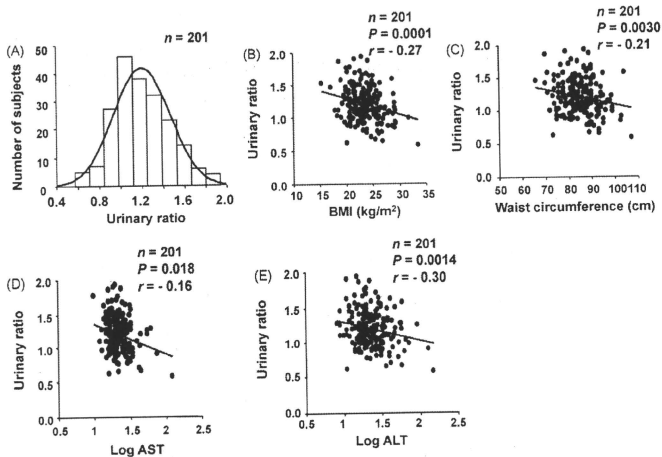 (A)
n = 201
50
40
30
20
10
0
Number of subjects
0.4 0.8 1.2 1.6 2.0
Urinary ratio
(B)
n = 201
P = 0.0001
r = - 0.27
2.0
1.5
1.0
0.5
0.0
Urinary ratio
10 15 20 25 30 35
BMI (kg/m²)
(C)
n = 201
P = 0.0030
r = - 0.21
2.0
1.5
1.0
0.5
0.0
Urinary ratio
50 60 70 80 90 100 110
Waist circumference (cm)
(D)
n = 201
P = 0.018
r = - 0.16
2.0
1.5
1.0
0.5
0.0
Urinary ratio
0.5 1 1.5 2 2.5
Log AST
(E)
n = 201
P = 0.0014
r = - 0.30
2.0
1.5
1.0
0.5
0.0
Urinary ratio
0.5 1 1.5 2 2.5
Log ALT